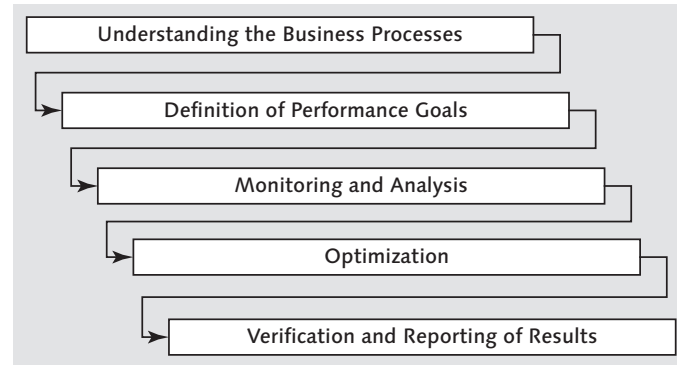 Understanding the Business Processes
Definition of Performance Goals
Monitoring and Analysis
Optimization
Verification and Reporting of Results